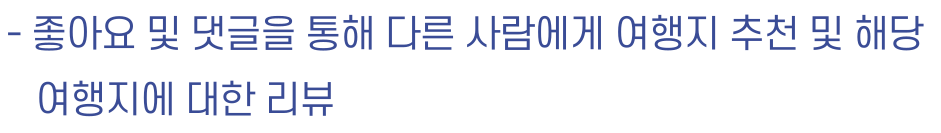 - 좋아요 및 댓글을 통해 다른 사람에게 여행지 추천 및 해당
여행지에 대한 리뷰